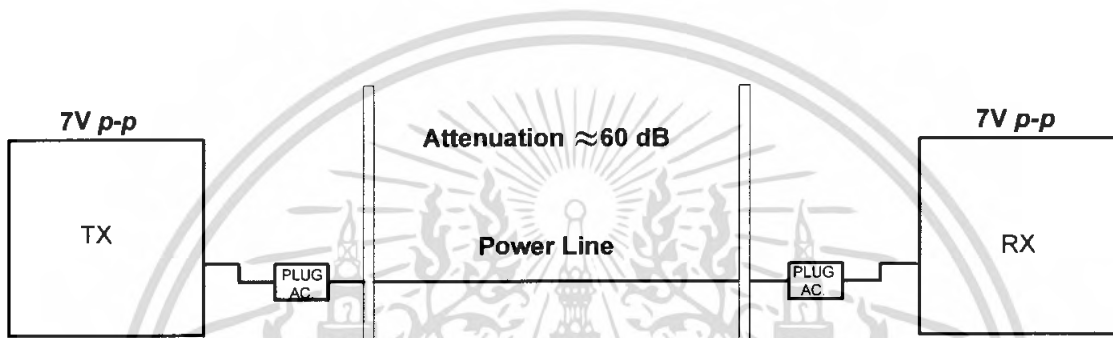 7V p-p
7V p-p
Attenuation ≈60 dB
TX
Power Line
RX
PLUG
AC.
PLUG
AC.